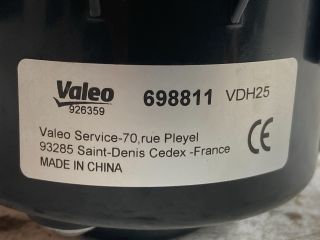 Valeo 698811 VDH25
926359
Valeo Service-70,rue Pleyel
93285 Saint-Denis Cedex -France
MADE IN CHINA CE